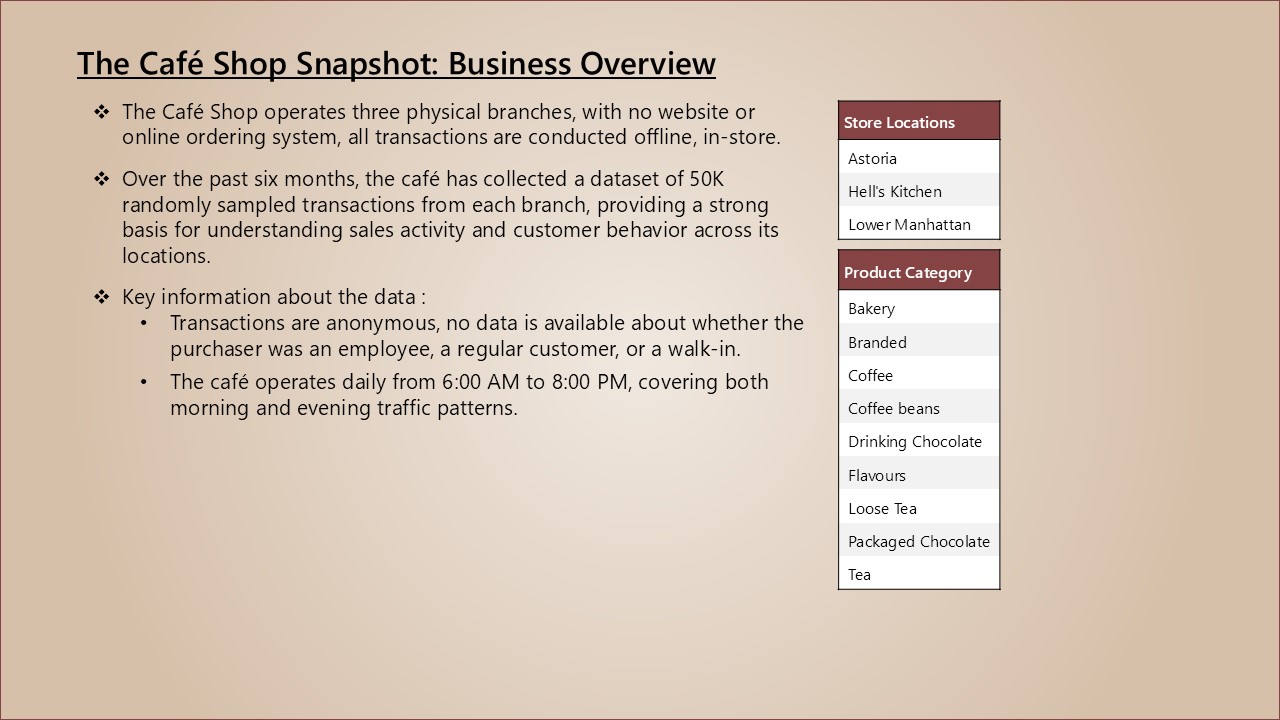 The Café Shop Snapshot: Business Overview
❖ The Café Shop operates three physical branches, with no website or
online ordering system, all transactions are conducted offline, in-store.
❖ Over the past six months, the café has collected a dataset of 50K
randomly sampled transactions from each branch, providing a strong
basis for understanding sales activity and customer behavior across its
locations.
❖ Key information about the data :
• Transactions are anonymous, no data is available about whether the
purchaser was an employee, a regular customer, or a walk-in.
• The café operates daily from 6:00 AM to 8:00 PM, covering both
morning and evening traffic patterns.
Store Locations
Astoria
Hell's Kitchen
Lower Manhattan
Product Category
Bakery
Branded
Coffee
Coffee beans
Drinking Chocolate
Flavours
Loose Tea
Packaged Chocolate
Tea